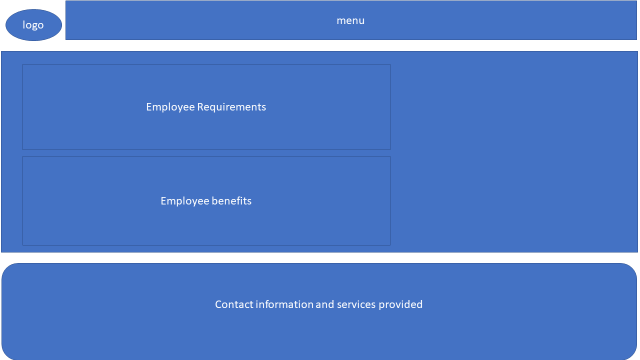 logo
menu
Employee Requirements
Employee benefits
Contact information and services provided